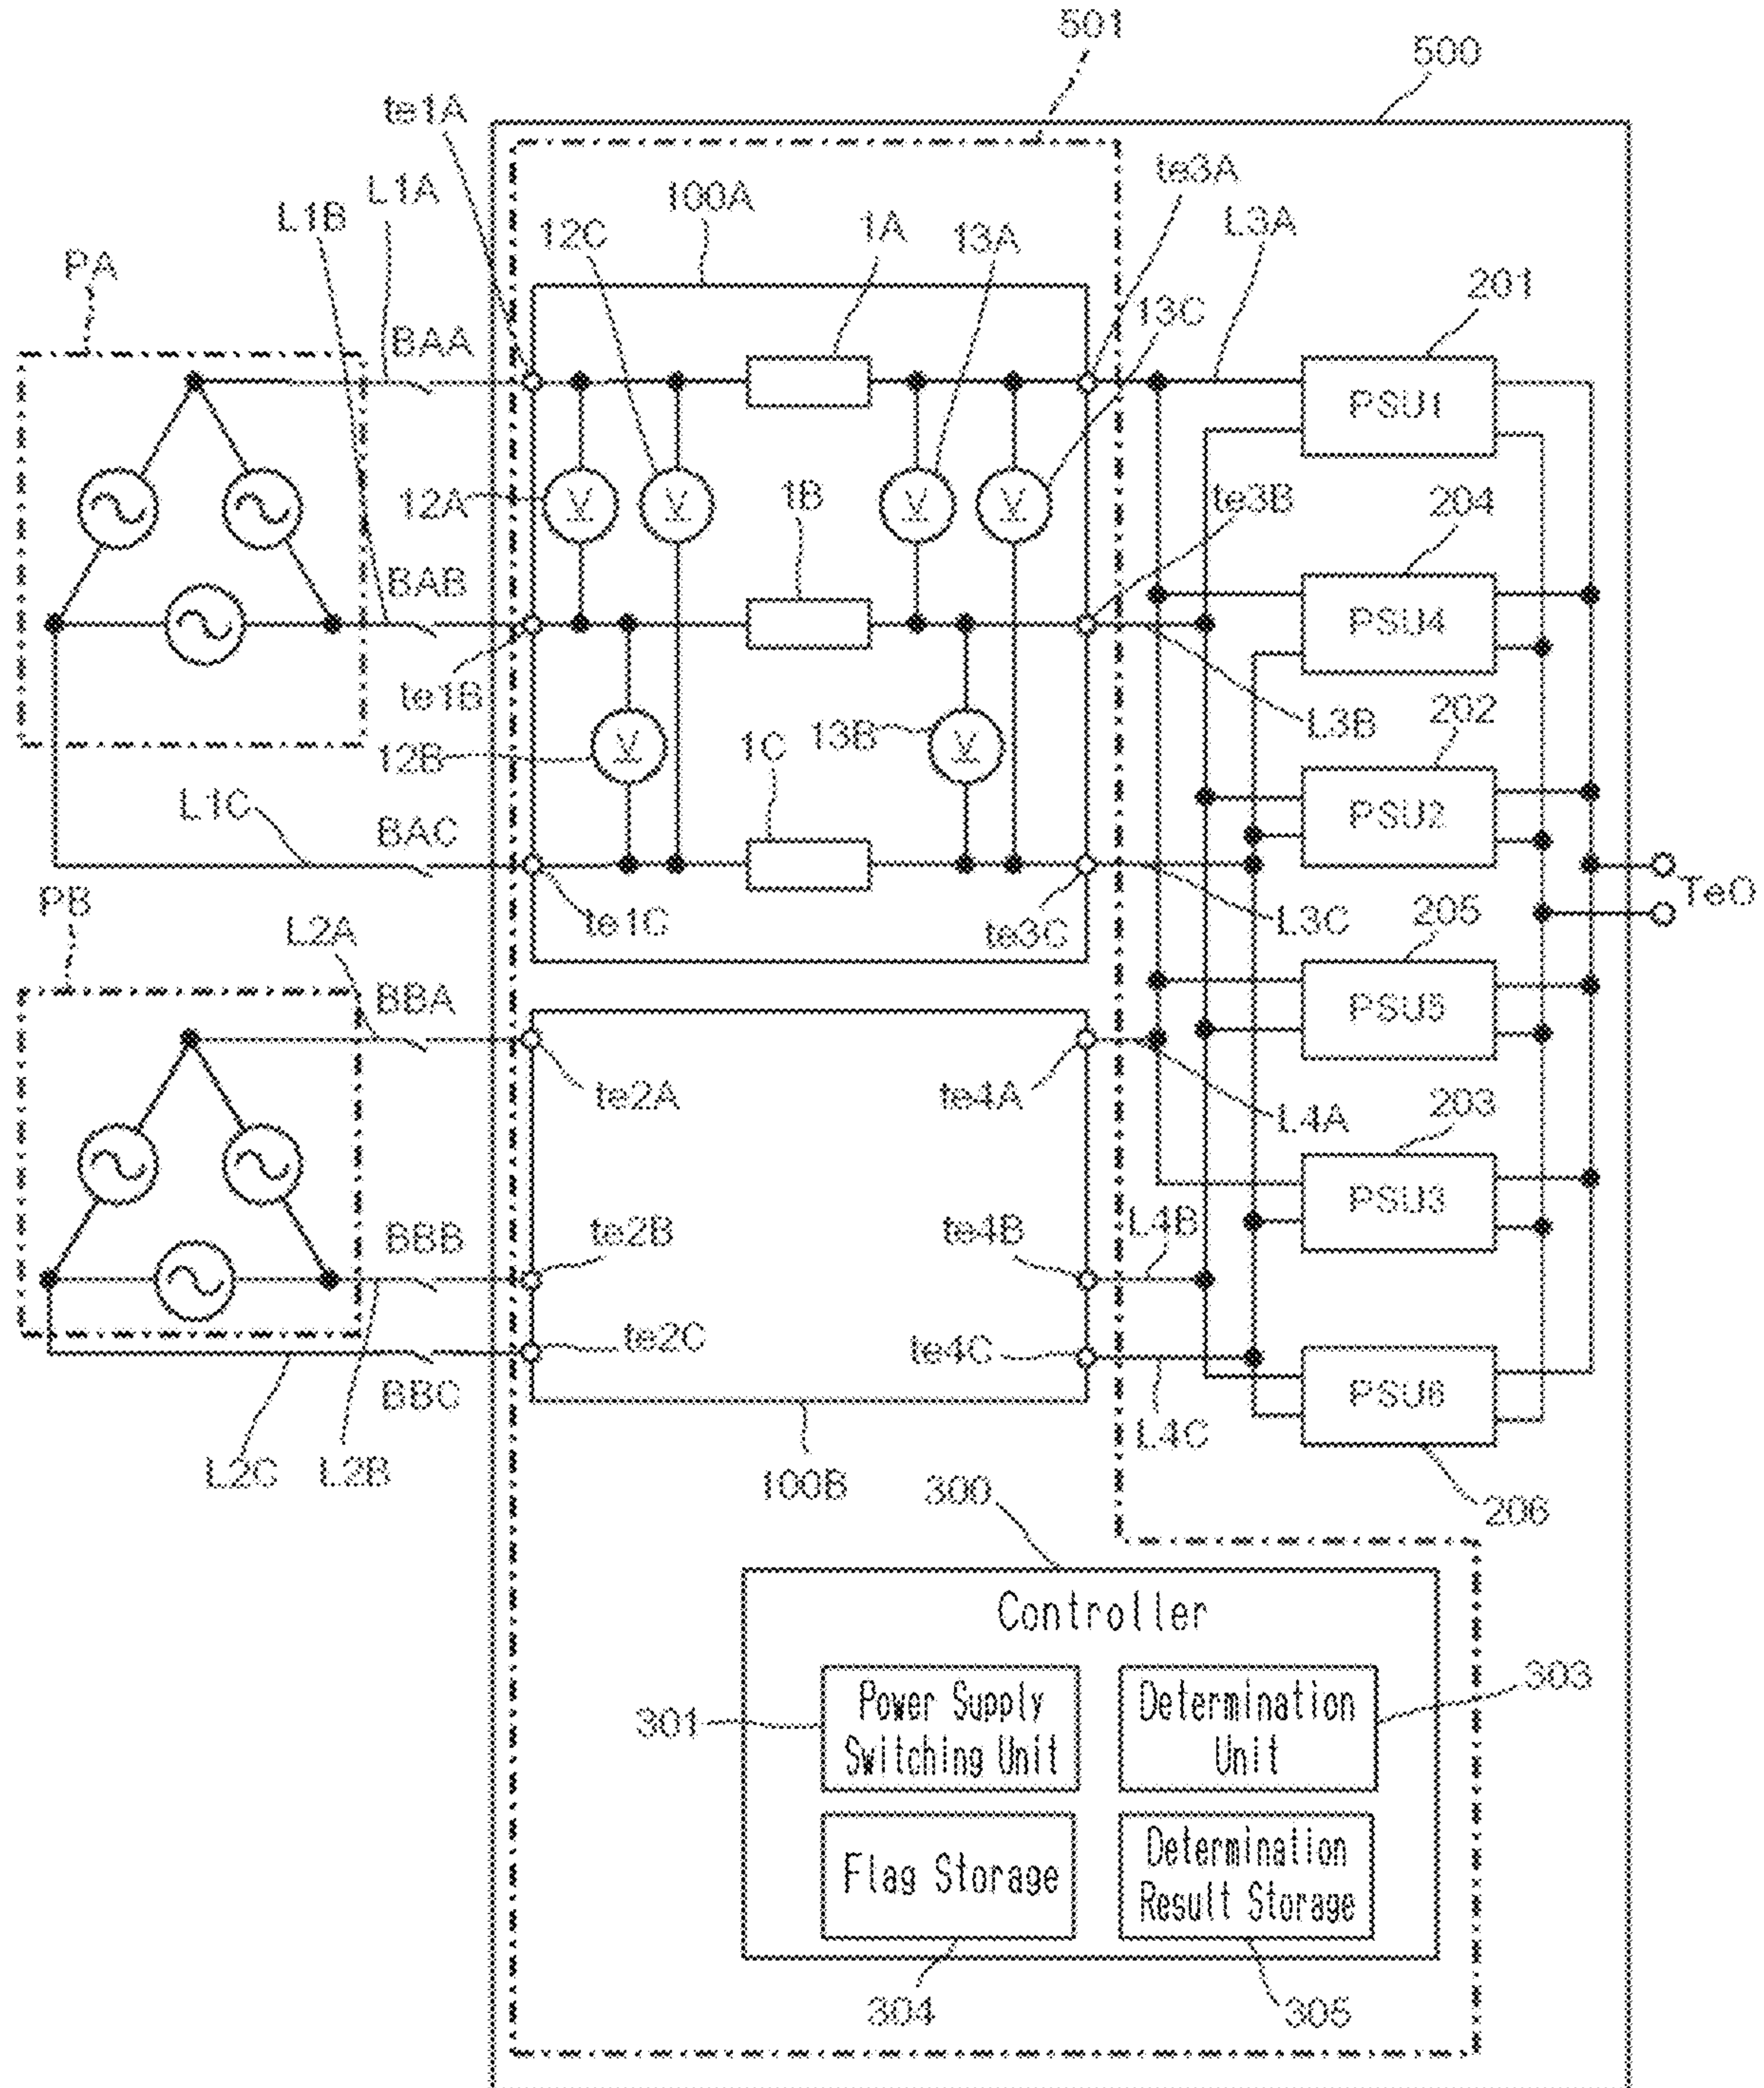 501
500
te1A
te3A
L1A
100A
L3A
L1B
12C
1A
13A
PA
201
13C
BAA
PSU1
1B
te3B
12A
204
BAB
PSU4
te1B
202
L3B
12B
1C
13B
L1C
BAC
PSU2
PB
TeO
L2A
te1C
te3C
L3C
205
BBA
PSU5
te2A
te4A
203
L4A
PSU3
BBB
te2B
te4B
L4B
te2C
te4C
BBC
PSU6
L4C
L2C
L2B
100B
300
206
Controller
303
Power Supply
Switching Unit
Determination
Unit
301
Flag Storage
Determination
Result Storage
304
305
V
V
V
V
V
V